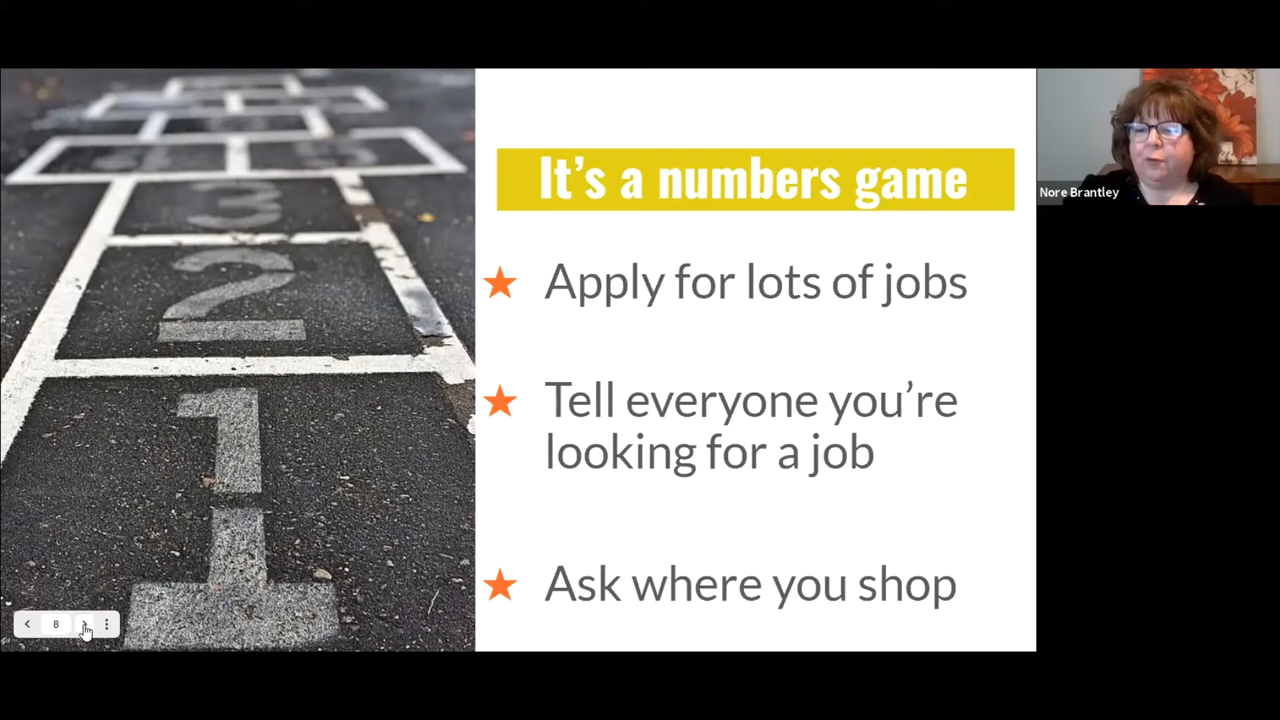 It's a numbers game
Nore Brantley
Apply for lots of jobs
Tell everyone you're
looking for a job
Ask where you shop
3
2
1
8